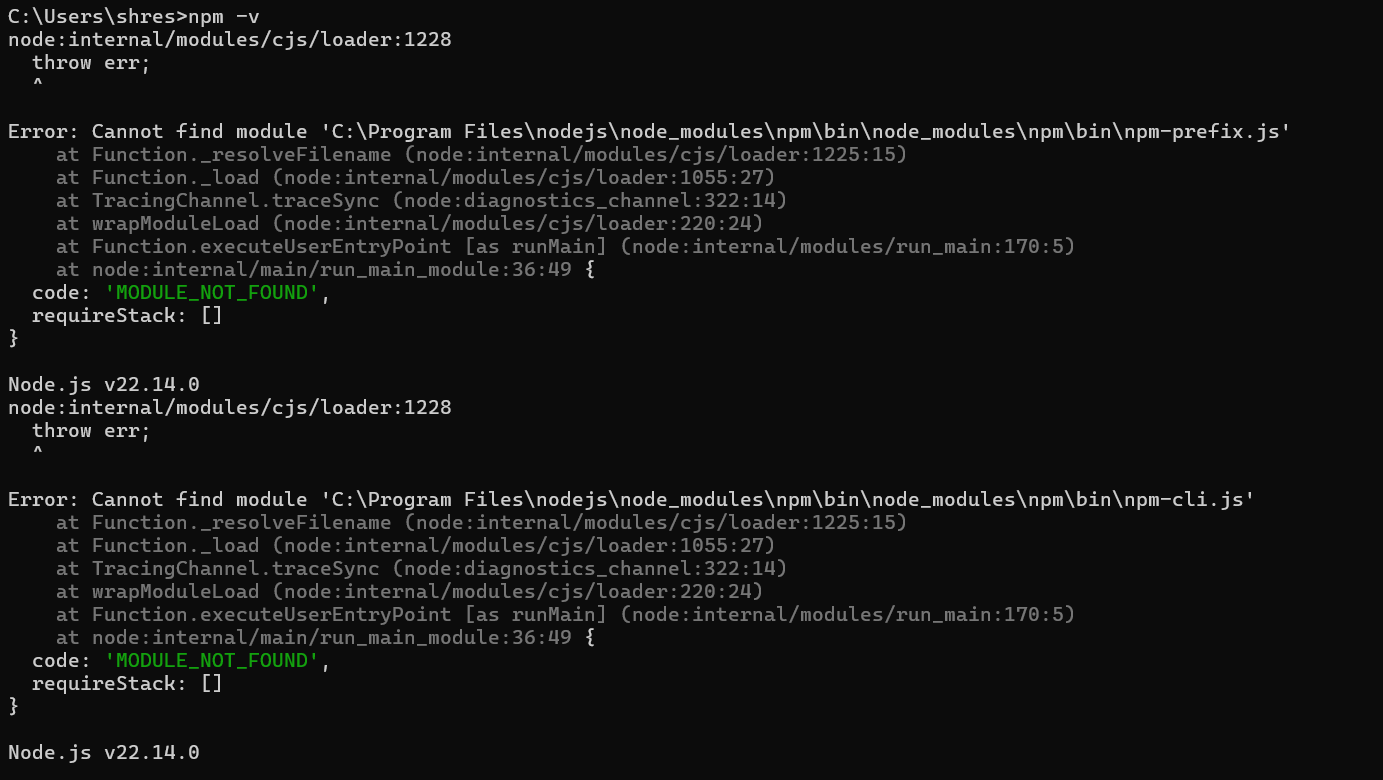 C:\Users\shres>npm -v
node:internal/modules/cjs/loader:1228
  throw err;
  ^

Error: Cannot find module 'C:\Program Files\nodejs\node_modules\npm\bin\node_modules\npm\bin\npm-prefix.js'
    at Function._resolveFilename (node:internal/modules/cjs/loader:1225:15)
    at Function._load (node:internal/modules/cjs/loader:1055:27)
    at TracingChannel.traceSync (node:diagnostics_channel:322:14)
    at wrapModuleLoad (node:internal/modules/cjs/loader:220:24)
    at Function.executeUserEntryPoint [as runMain] (node:internal/modules/run_main:170:5)
    at node:internal/main/run_main_module:36:49 {
  code: 'MODULE_NOT_FOUND',
  requireStack: []
}

Node.js v22.14.0
node:internal/modules/cjs/loader:1228
  throw err;
  ^

Error: Cannot find module 'C:\Program Files\nodejs\node_modules\npm\bin\node_modules\npm\bin\npm-cli.js'
    at Function._resolveFilename (node:internal/modules/cjs/loader:1225:15)
    at Function._load (node:internal/modules/cjs/loader:1055:27)
    at TracingChannel.traceSync (node:diagnostics_channel:322:14)
    at wrapModuleLoad (node:internal/modules/cjs/loader:220:24)
    at Function.executeUserEntryPoint [as runMain] (node:internal/modules/run_main:170:5)
    at node:internal/main/run_main_module:36:49 {
  code: 'MODULE_NOT_FOUND',
  requireStack: []
}

Node.js v22.14.0